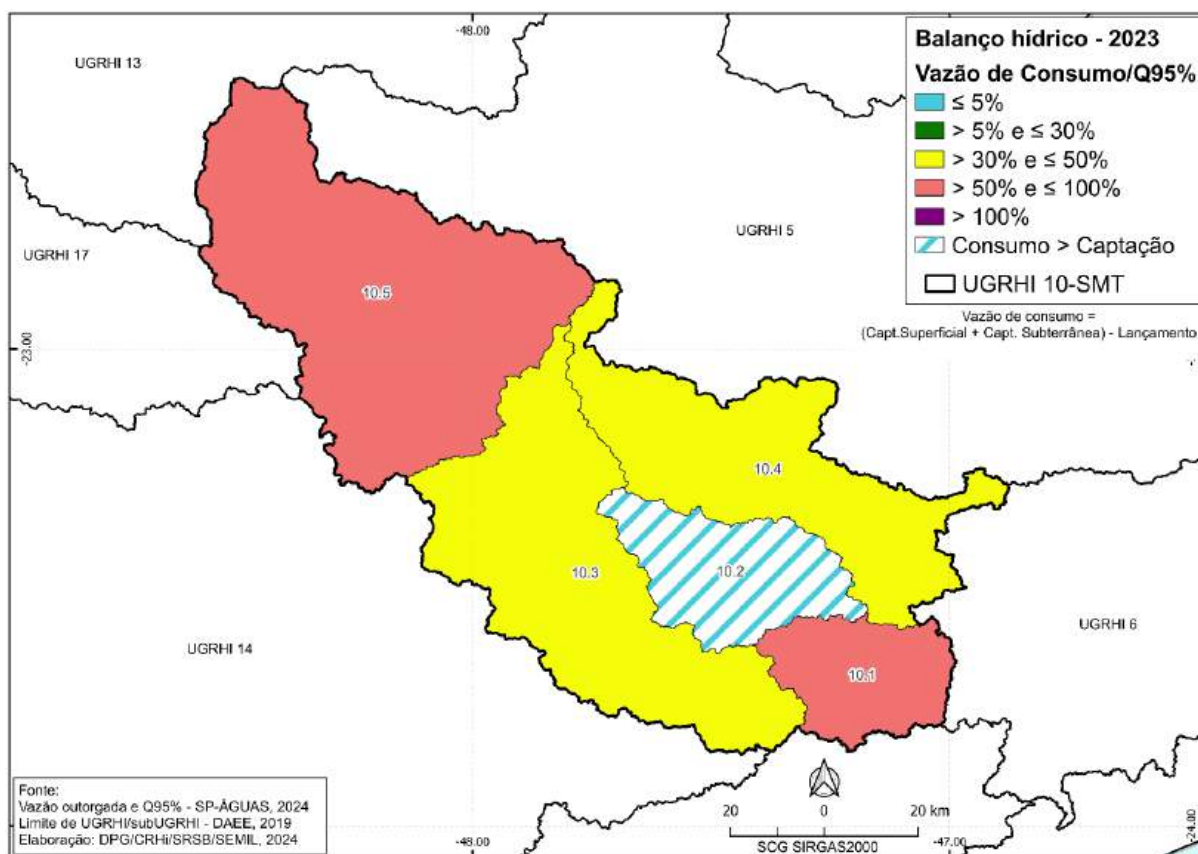 -48.00
UGRHI 13
Balanço hídrico - 2023
Vazão de Consumo/Q95%
≤ 5%
> 5% e ≤ 30%
> 30% e ≤ 50%
> 50% e ≤ 100%
> 100%
Consumo > Captação
UGRHI 10-SMT
Vazão de consumo =
(Capt.Superficial + Capt. Subterrânea) - Lançamento
UGRHI 5
UGRHI 17
10.5
-23.00
-23.00
10.4
10.3
10.2
UGRHI 14
UGRHI 6
10.1
Fonte:
Vazão outorgada e Q95% - SP-ÁGUAS, 2024
Limite de UGRHI/subUGRHI - DAEE, 2019
Elaboração: DPG/CRHi/SRSB/SEMIL, 2024
20 0 20 km
SCG SIRGAS2000
-48.00
-47.00
-24.00